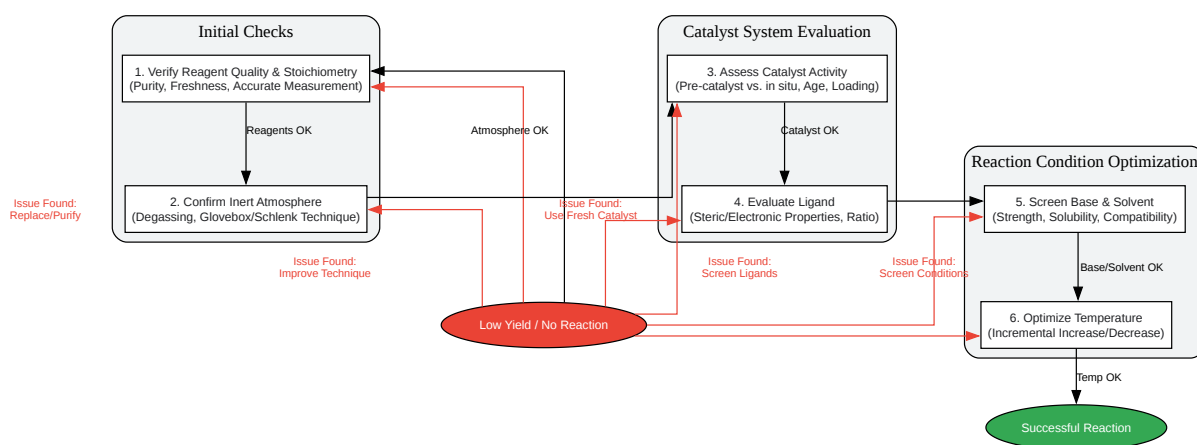 Initial Checks
1. Verify Reagent Quality & Stoichiometry
(Purity, Freshness, Accurate Measurement)
Reagents OK
2. Confirm Inert Atmosphere
(Degassing, Glovebox/Schlenk Technique)
Issue Found:
Replace/Purify
Issue Found:
Improve Technique
Atmosphere OK
Catalyst System Evaluation
3. Assess Catalyst Activity
(Pre-catalyst vs. in situ, Age, Loading)
Catalyst OK
4. Evaluate Ligand
(Steric/Electronic Properties, Ratio)
Issue Found:
Use Fresh Catalyst
Issue Found:
Screen Ligands
Reaction Condition Optimization
5. Screen Base & Solvent
(Strength, Solubility, Compatibility)
Issue Found:
Screen Conditions
Base/Solvent OK
6. Optimize Temperature
(Incremental Increase/Decrease)
Low Yield / No Reaction
Temp OK
Successful Reaction